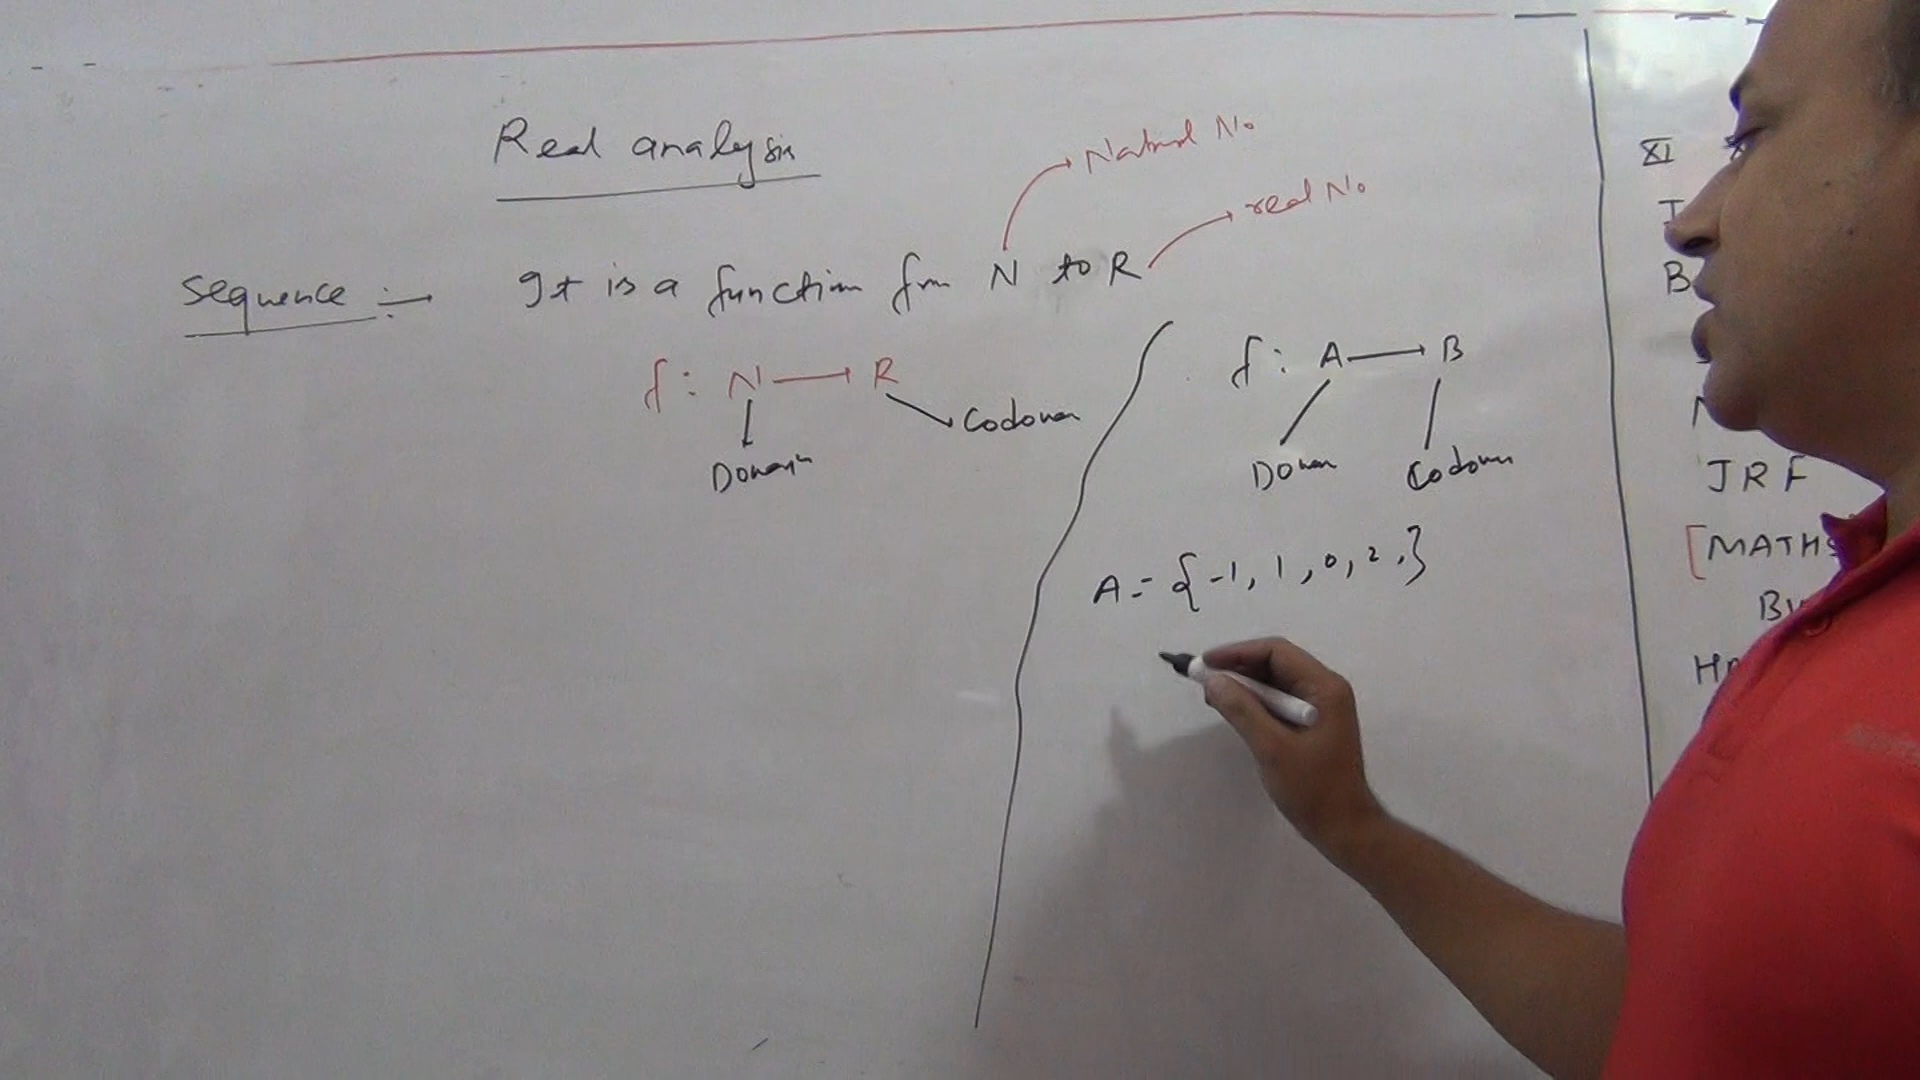 Real analysis
Natural No
real No
Sequence :→ It is a function from N to R
f: N → R
Codomain
Domain
f: A → B
Domain
Codomain
A = {-1, 1, 0, 2,}
XI
JRF
[MATHS